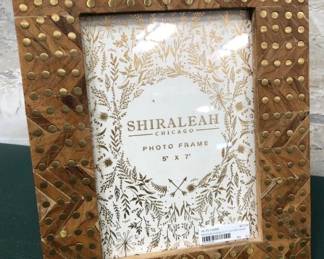 SHIRALEAH
CHICAGO
PHOTO FRAME
5" X 7"